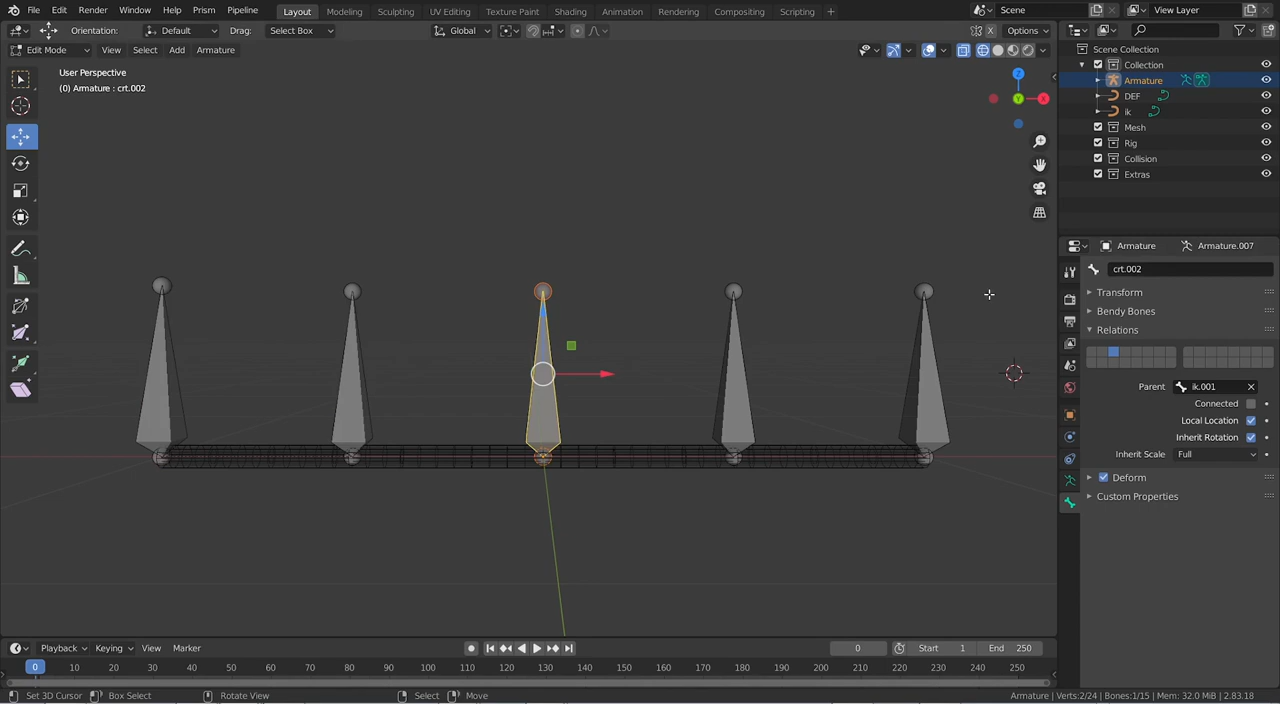 File Edit Render Window Help Prism Pipeline Layout Modeling Sculpting UV Editing Texture Paint Shading Animation Rendering Compositing Scripting + Scene View Layer
Orientation: Default Drag: Select Box Global X Options
Edit Mode View Select Add Armature
User Perspective
(0) Armature : crt.002
Z
Y X
Scene Collection
Collection
Armature
DEF
ik
Mesh
Rig
Collision
Extras
Armature Armature.007
crt.002
Transform
Bendy Bones
Relations
Parent ik.001
Connected
Local Location
Inherit Rotation
Inherit Scale Full
Deform
Custom Properties
Playback Keying View Marker 0 Start 1 End 250
0 10 20 30 40 50 60 70 80 90 100 110 120 130 140 150 160 170 180 190 200 210 220 230 240 250
Set 3D Cursor Box Select Rotate View Select Move Armature | Verts:2/24 | Bones:1/15 | Mem: 32.0 MiB | 2.83.18